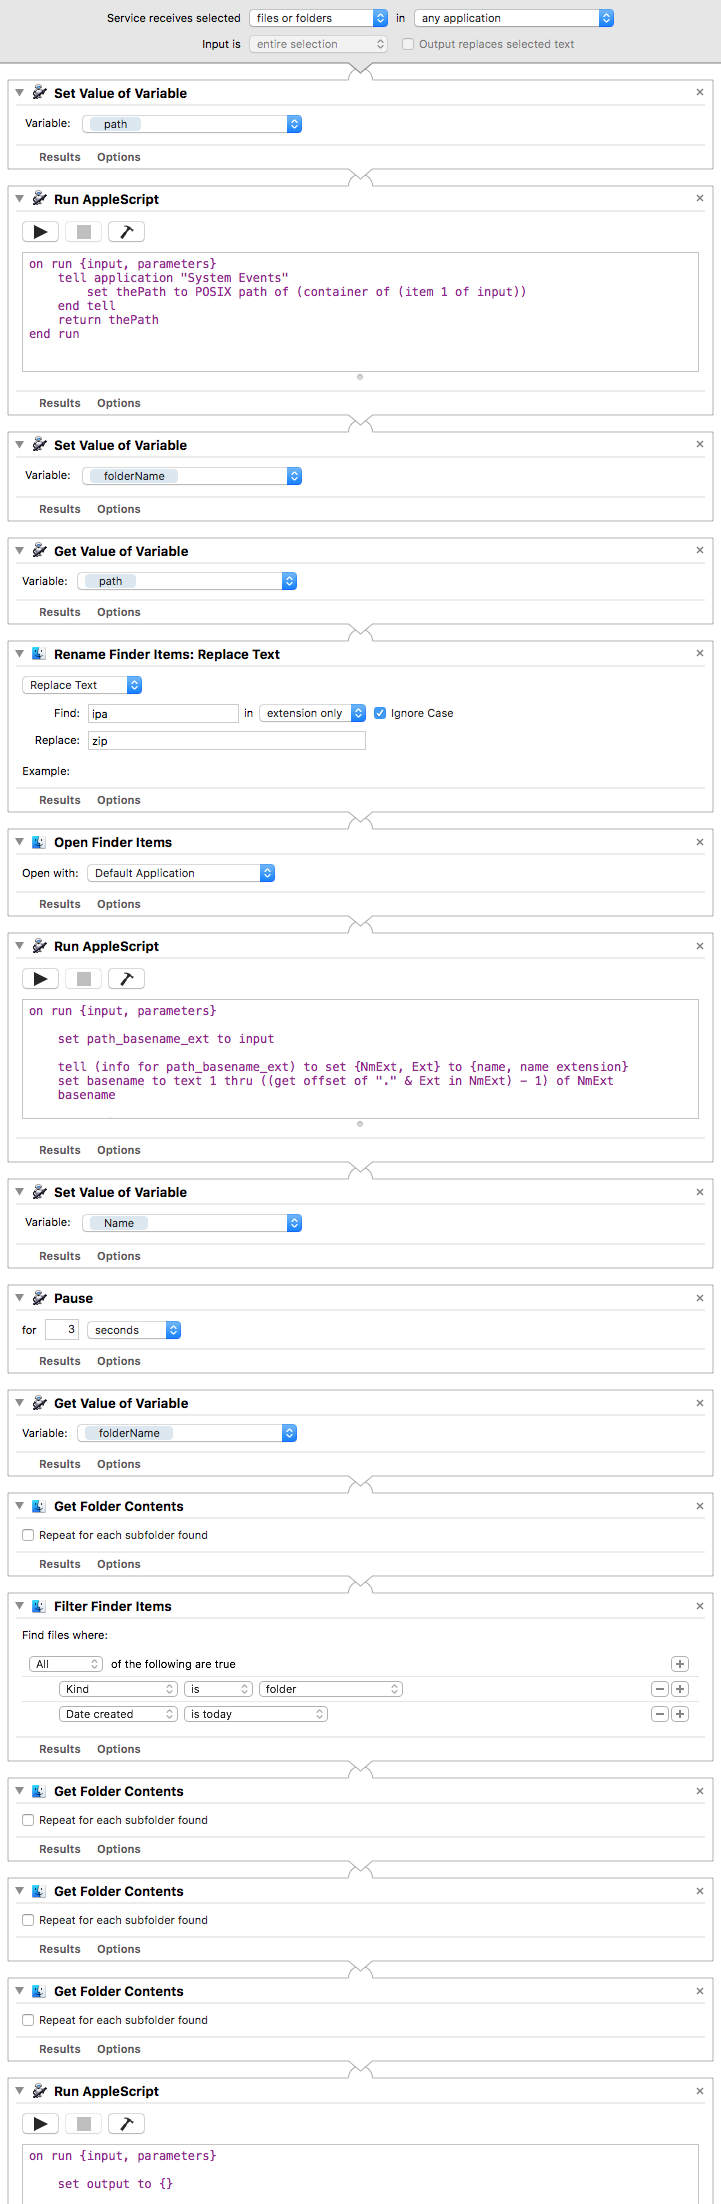 Service receives selected files or folders in any application
Input is entire selection Output replaces selected text
Set Value of Variable
Variable: path
Results Options
Run AppleScript
on run {input, parameters}
tell application "System Events"
set thePath to POSIX path of (container of (item 1 of input))
end tell
return thePath
end run
Results Options
Set Value of Variable
Variable: folderName
Results Options
Get Value of Variable
Variable: path
Results Options
Rename Finder Items: Replace Text
Replace Text
Find: ipa in extension only Ignore Case
Replace: zip
Example:
Results Options
Open Finder Items
Open with: Default Application
Results Options
Run AppleScript
on run {input, parameters}
set path_basename_ext to input
tell (info for path_basename_ext) to set {NmExt, Ext} to {name, name extension}
set basename to text 1 thru ((get offset of "." & Ext in NmExt) - 1) of NmExt
basename
Results Options
Set Value of Variable
Variable: Name
Results Options
Pause
for 3 seconds
Results Options
Get Value of Variable
Variable: folderName
Results Options
Get Folder Contents
Repeat for each subfolder found
Results Options
Filter Finder Items
Find files where:
All of the following are true
Kind is folder
Date created is today
Results Options
Get Folder Contents
Repeat for each subfolder found
Results Options
Get Folder Contents
Repeat for each subfolder found
Results Options
Get Folder Contents
Repeat for each subfolder found
Results Options
Run AppleScript
on run {input, parameters}
set output to {}